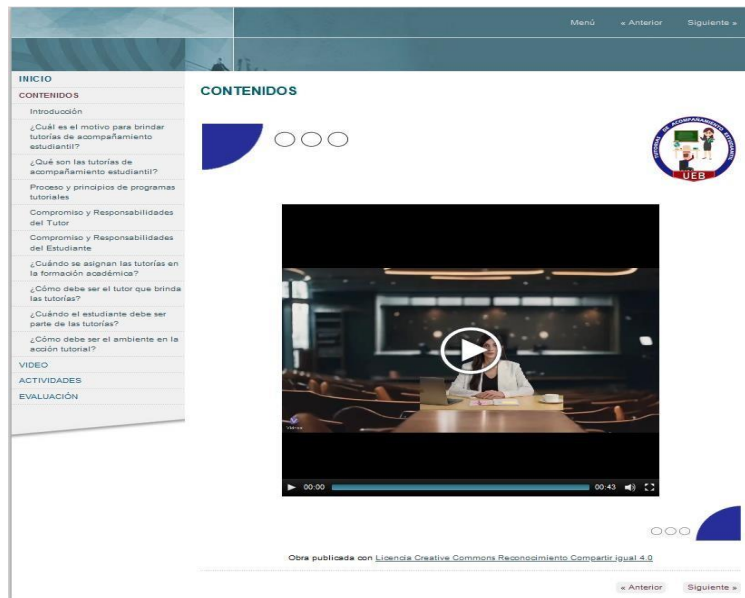 Menú « Anterior Siguiente »
INICIO
CONTENIDOS
Introducción
¿Cuál es el motivo para brindar
tutorías de acompañamiento
estudiantil?
¿Qué son las tutorías de
acompañamiento estudiantil?
Proceso y principios de programas
tutoriales
Compromiso y Responsabilidades
del Tutor
Compromiso y Responsabilidades
del Estudiante
¿Cuándo se asignan las tutorías en
la formación académica?
¿Cómo debe ser el tutor que brinda
las tutorías?
¿Cuándo el estudiante debe ser
parte de las tutorías?
¿Cómo debe ser el ambiente en la
acción tutorial?
VIDEO
ACTIVIDADES
EVALUACIÓN
CONTENIDOS
TUTORIAS DE ACOMPAÑAMIENTO ESTUDIANTIL
UEB
00:00 00:43
Obra publicada con Licencia Creative Commons Reconocimiento Compartir igual 4.0
« Anterior Siguiente »